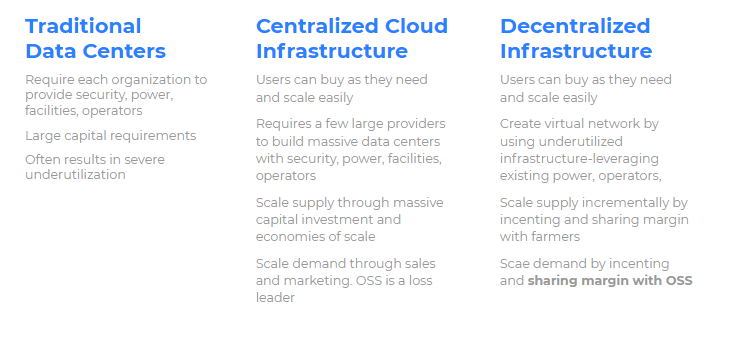 Traditional
Data Centers
Require each organization to
provide security, power,
facilities, operators
Large capital requirements
Often results in severe
underutilization
Centralized Cloud
Infrastructure
Users can buy as they need
and scale easily
Requires a few large providers
to build massive data centers
with security, power, facilities,
operators
Scale supply through massive
capital investment and
economies of scale
Scale demand through sales
and marketing. OSS is a loss
leader
Decentralized
Infrastructure
Users can buy as they need
and scale easily
Create virtual network by
using underutilized
infrastructure-leveraging
existing power, operators,
Scale supply incrementally by
incenting and sharing margin
with farmers
Scae demand by incenting
and sharing margin with OSS